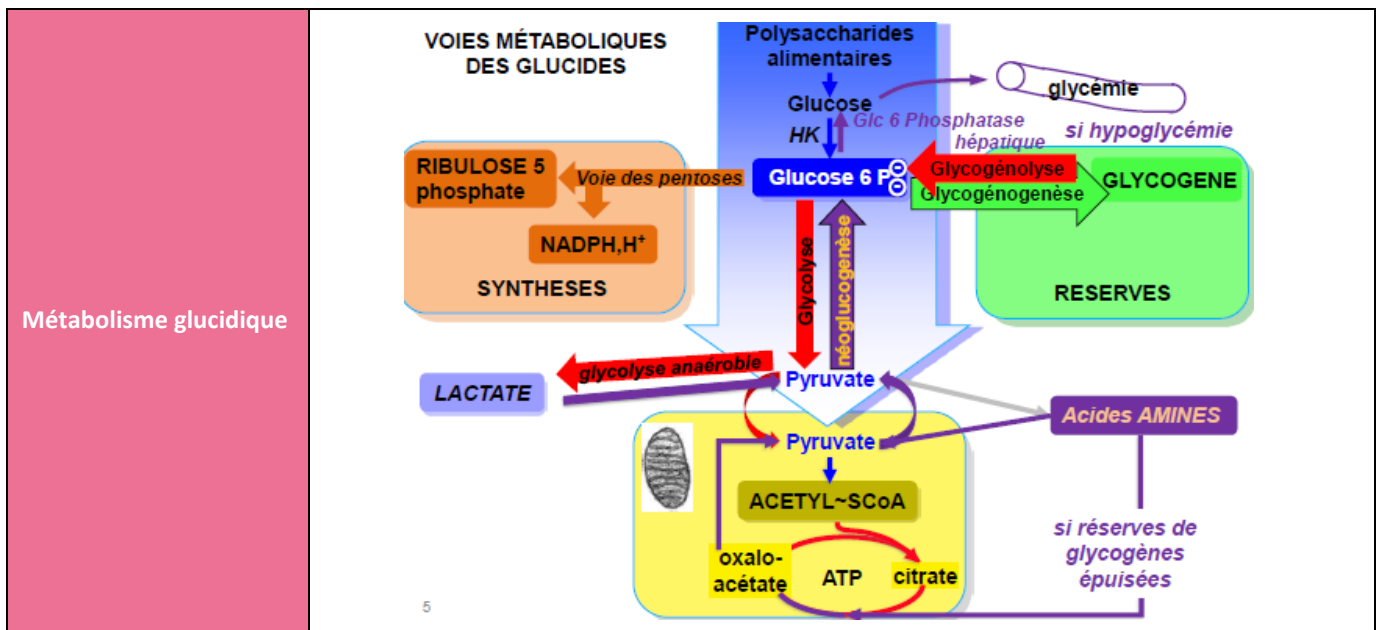 Métabolisme glucidique
VOIES MÉTABOLIQUES
DES GLUCIDES
Polysaccharides
alimentaires
Glucose
glycémie
HK
Glc 6 Phosphatase
hépatique
si hypoglycémie
RIBULOSE 5
phosphate
Voie des pentoses
Glucose 6 P
Glycogénolyse
Glycogénogenèse
GLYCOGENE
NADPH,H⁺
SYNTHESES
Glycolyse
néoglucogenèse
RESERVES
glycolyse anaérobie
LACTATE
Pyruvate
Acides AMINES
Pyruvate
ACETYL~SCoA
si réserves de
glycogènes
épuisées
oxalo-
acétate
ATP
citrate
5